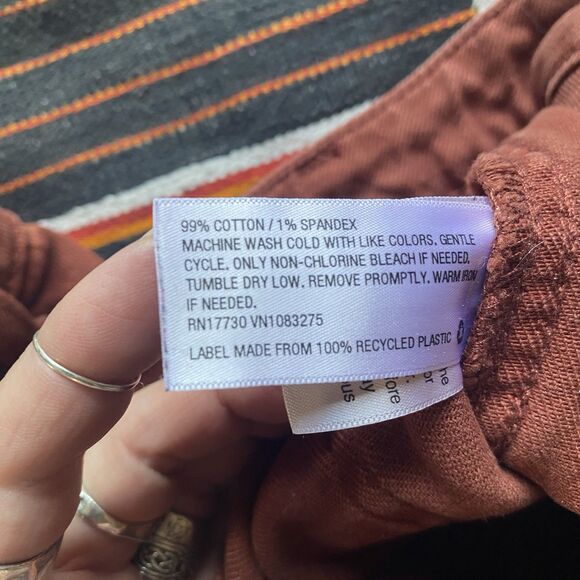 99% COTTON / 1% SPANDEX
MACHINE WASH COLD WITH LIKE COLORS. GENTLE
CYCLE. ONLY NON-CHLORINE BLEACH IF NEEDED.
TUMBLE DRY LOW. REMOVE PROMPTLY. WARM IRON
IF NEEDED.
RN17730 VN1083275
LABEL MADE FROM 100% RECYCLED PLASTIC